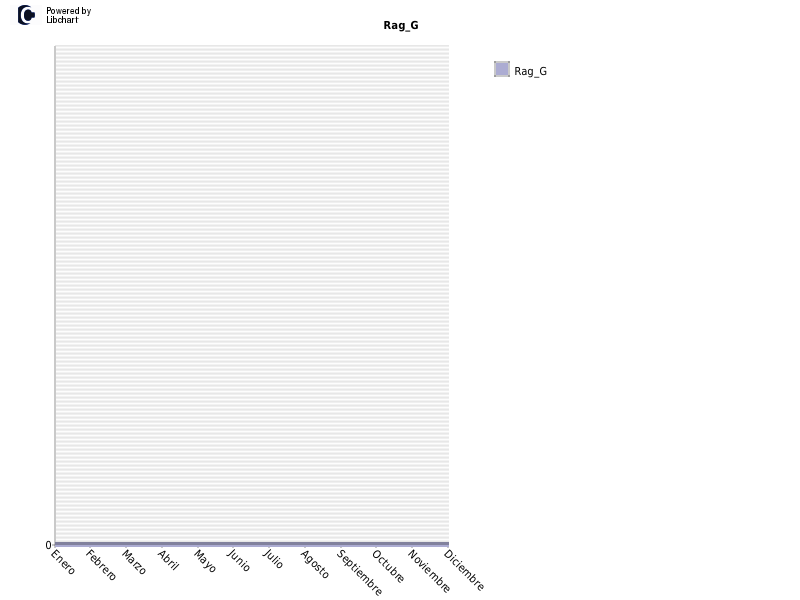 Powered by
Libchart
Rag_G
Rag_G
0
Enero
Febrero
Marzo
Abril
Mayo
Junio
Julio
Agosto
Septiembre
Octubre
Noviembre
Diciembre